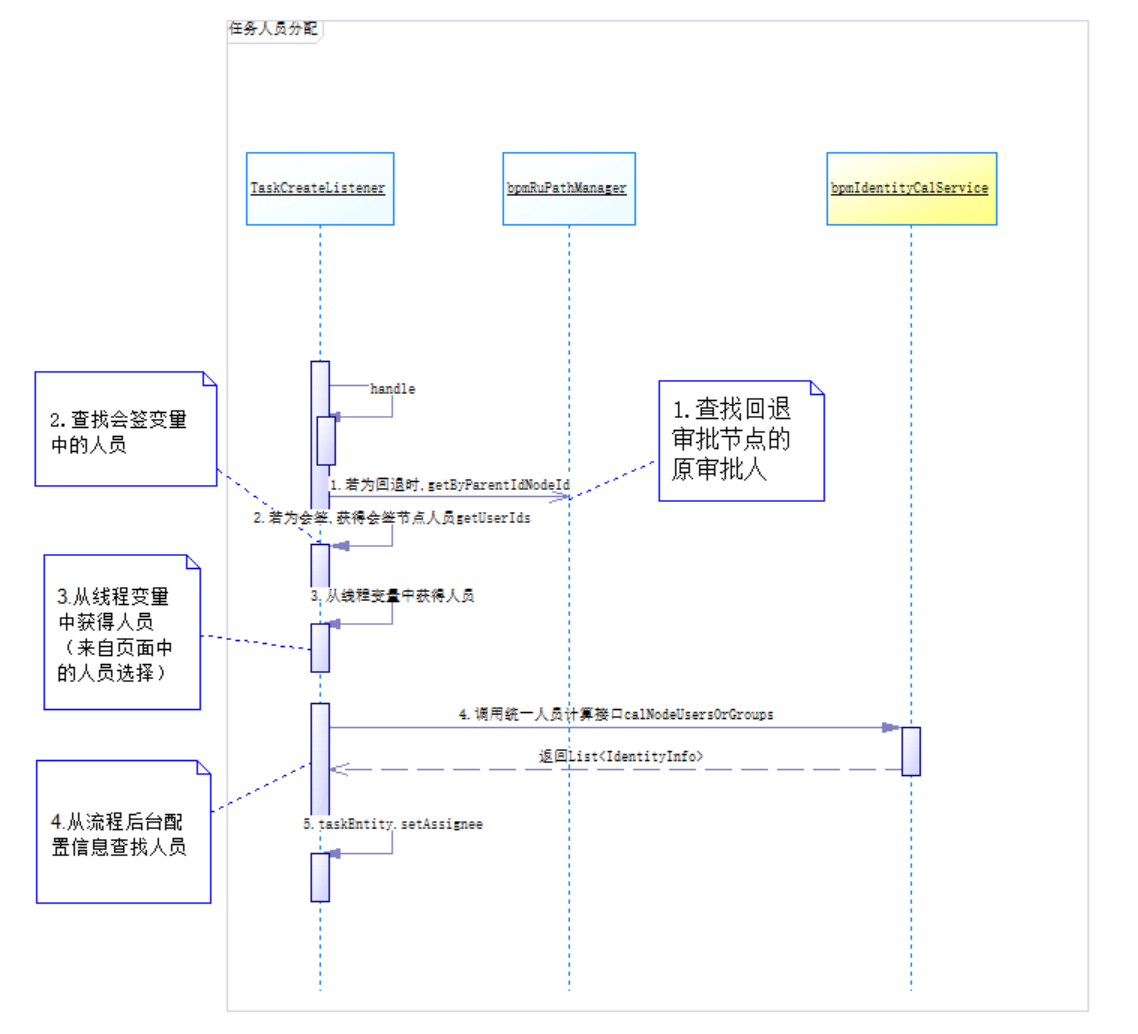 任务人员分配
TaskCreateListener
bpmRuPathManager
bpmIdentityCalService
handle
2.查找会签变量
中的人员
1.查找回退
审批节点的
原审批人
1.若为回退时,getByParentIdNodeId
2.若为会签,获得会签节点人员getUserIds
3.从线程变量
中获得人员
（来自页面中
的人员选择）
3.从线程变量中获得人员
4.调用统一人员计算接口calNodeUsersOrGroups
返回List<IdentityInfo>
4.从流程后台配
置信息查找人员
5.taskEntity.setAssignee